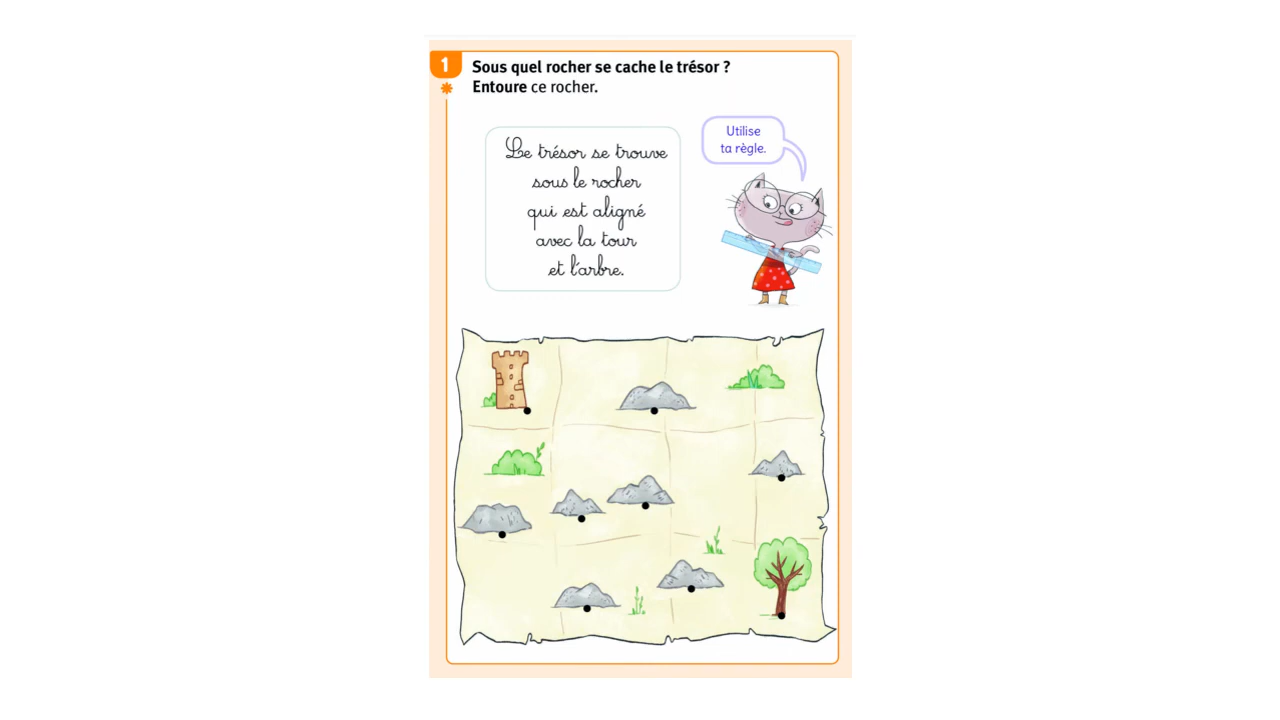 1
Sous quel rocher se cache le trésor ?
Entoure ce rocher.
Le trésor se trouve
sous le rocher
qui est aligné
avec la tour
et l'arbre.
Utilise
ta règle.